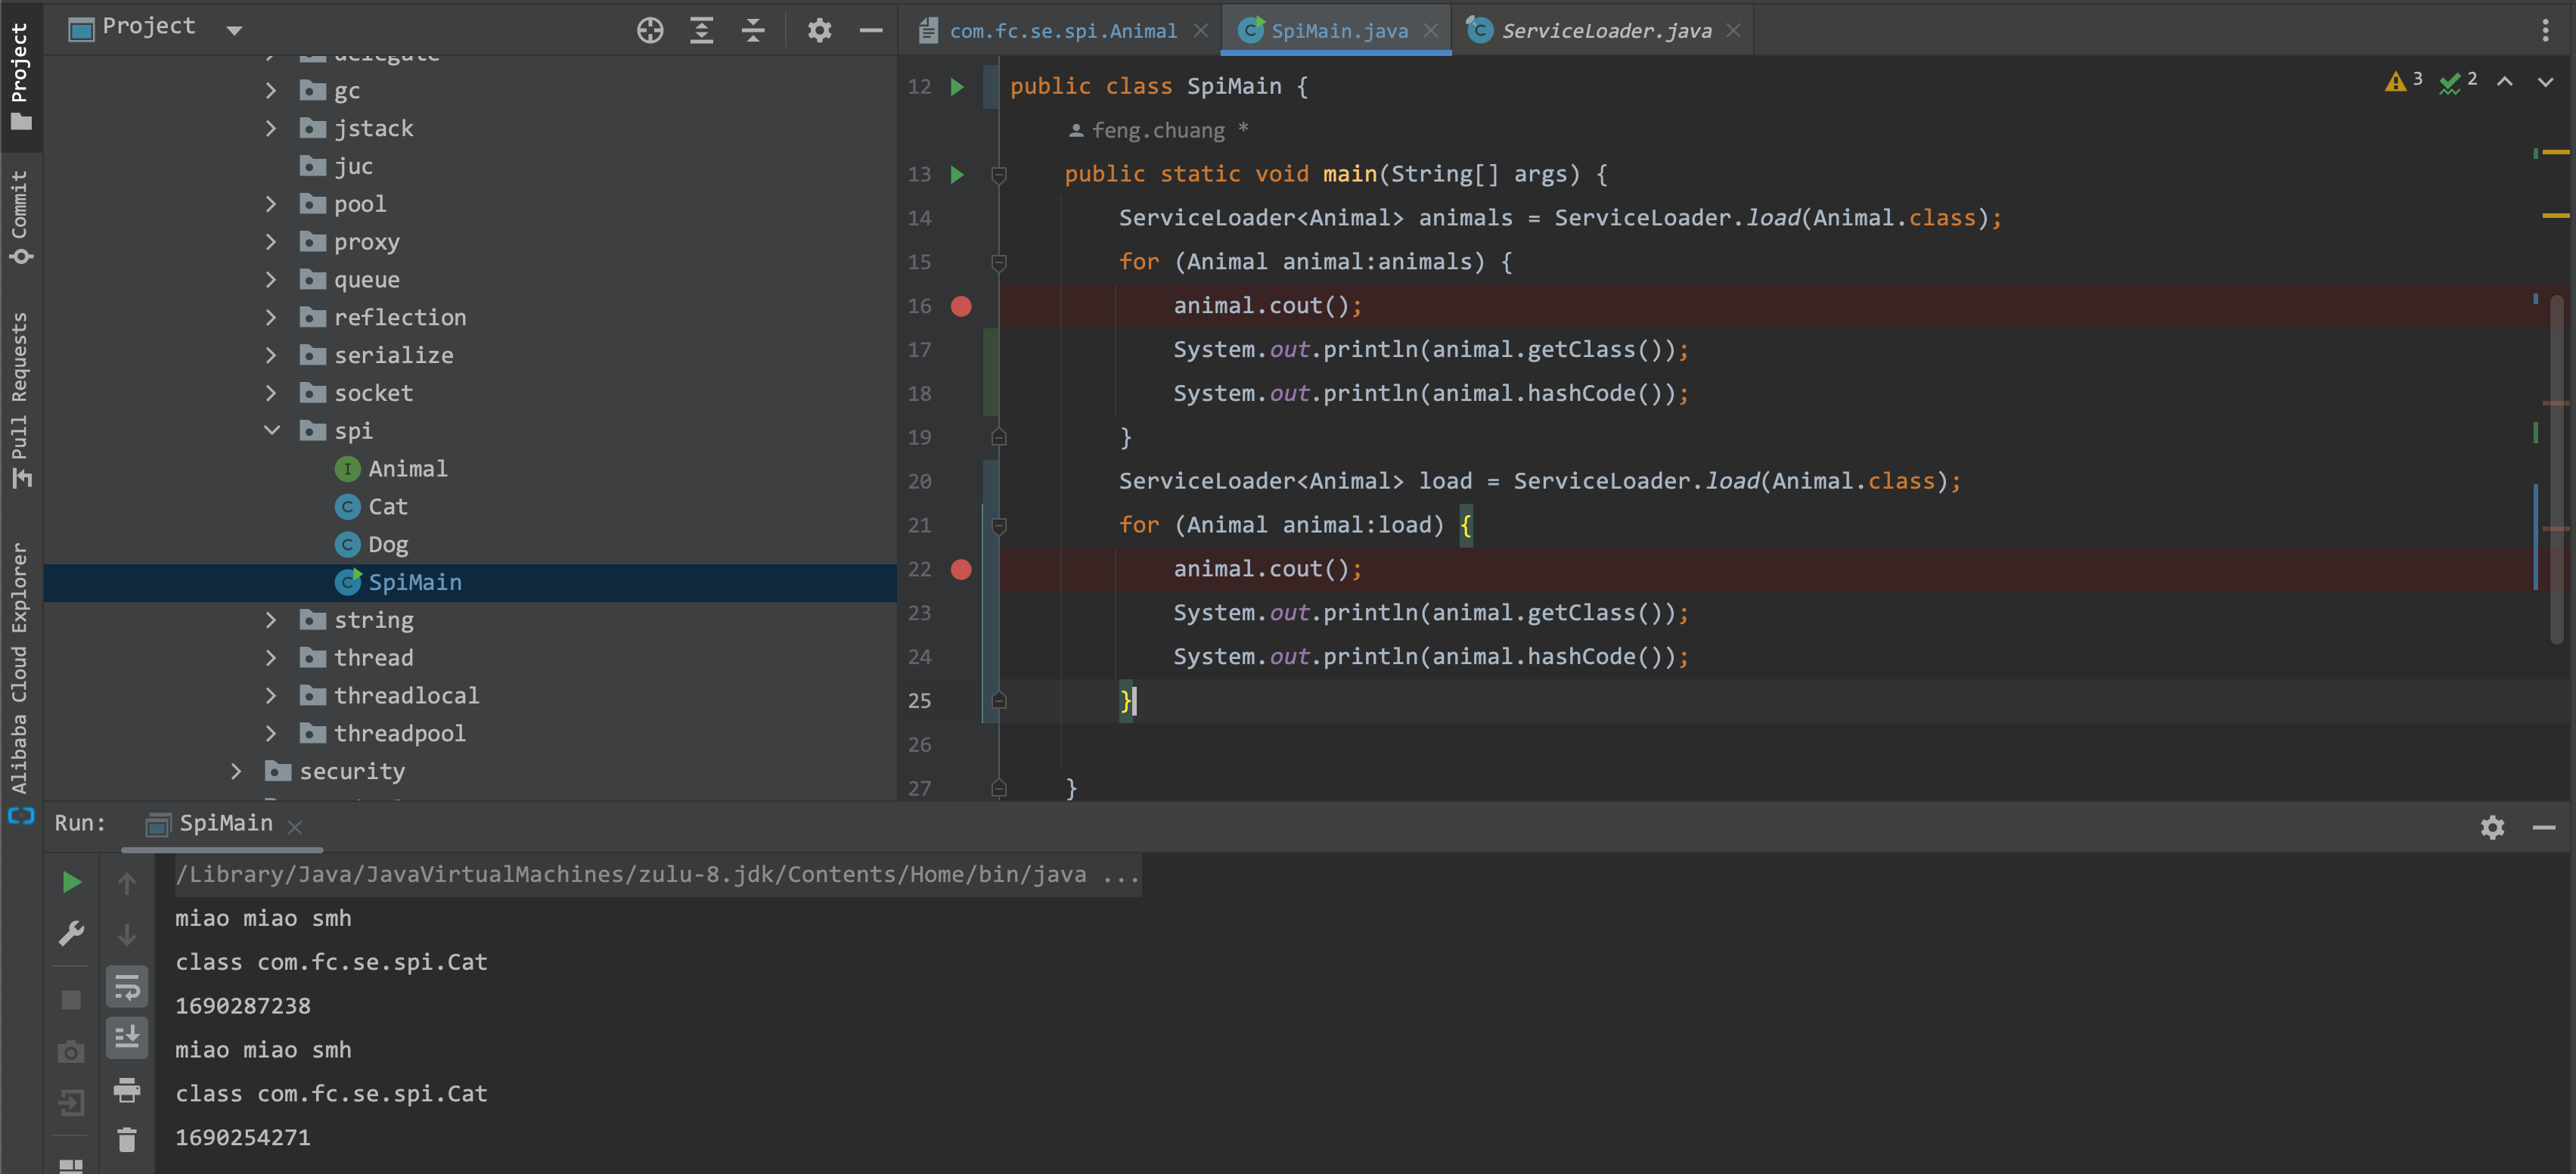 Project
Commit
Pull Requests
Alibaba Cloud Explorer
Project
delegate
gc
jstack
juc
pool
proxy
queue
reflection
serialize
socket
spi
Animal
Cat
Dog
SpiMain
string
thread
threadlocal
threadpool
security
com.fc.se.spi.Animal
SpiMain.java
ServiceLoader.java
3 2
12 public class SpiMain {
feng.chuang *
13 public static void main(String[] args) {
14 ServiceLoader<Animal> animals = ServiceLoader.load(Animal.class);
15 for (Animal animal:animals) {
16 animal.cout();
17 System.out.println(animal.getClass());
18 System.out.println(animal.hashCode());
19 }
20 ServiceLoader<Animal> load = ServiceLoader.load(Animal.class);
21 for (Animal animal:load) {
22 animal.cout();
23 System.out.println(animal.getClass());
24 System.out.println(animal.hashCode());
25 }
26
27 }
Run: SpiMain
/Library/Java/JavaVirtualMachines/zulu-8.jdk/Contents/Home/bin/java ...
miao miao smh
class com.fc.se.spi.Cat
1690287238
miao miao smh
class com.fc.se.spi.Cat
1690254271